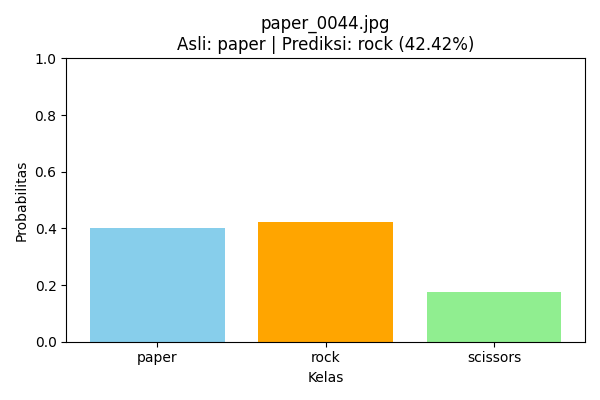 paper_0044.jpg
Asli: paper | Prediksi: rock (42.42%)
Probabilitas
1.0
0.8
0.6
0.4
0.2
0.0
paper rock scissors
Kelas